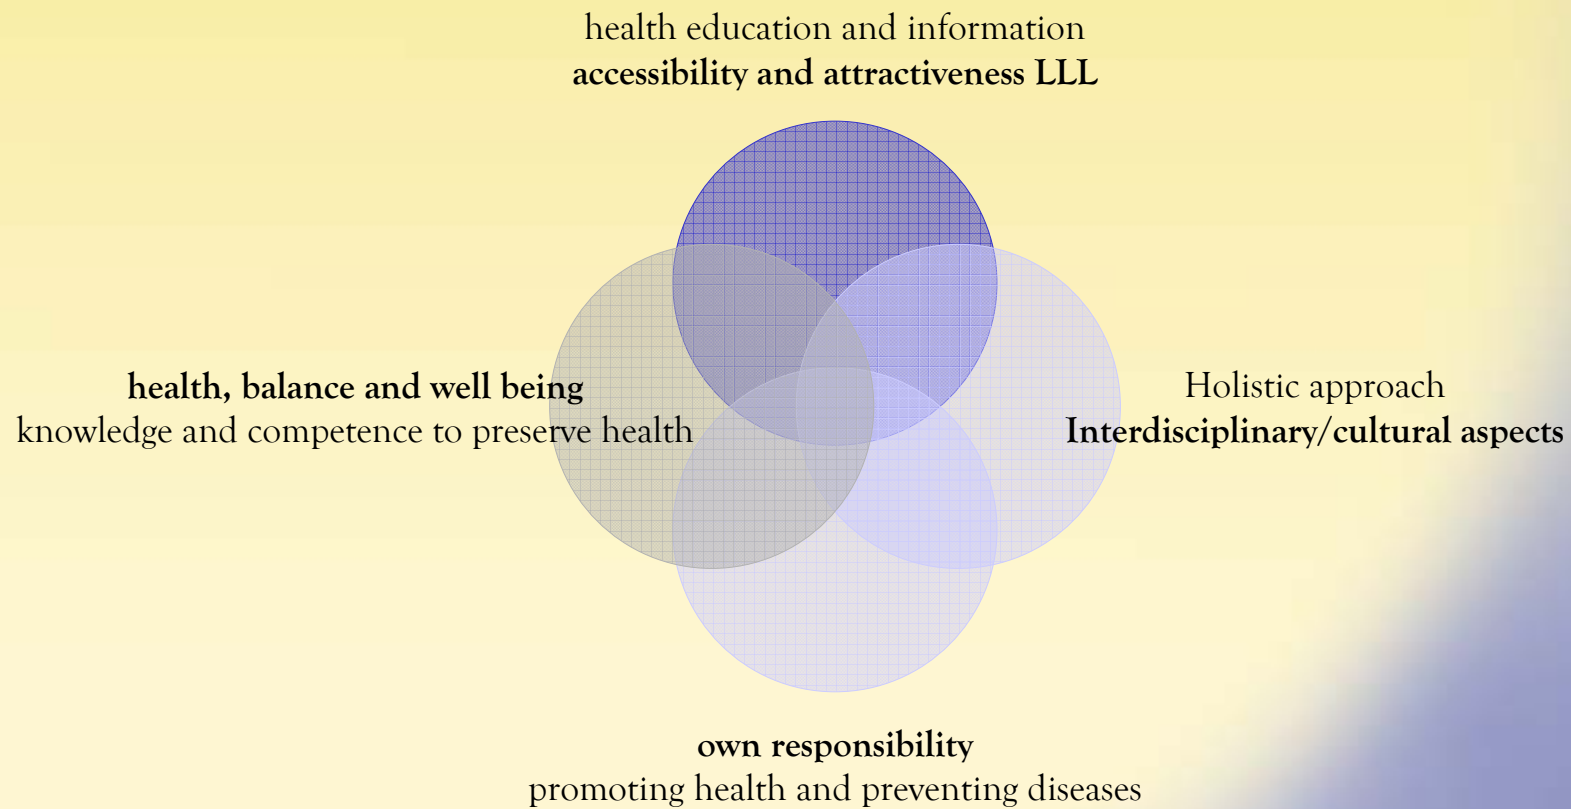 health education and information
accessibility and attractiveness LLL
health, balance and well being
knowledge and competence to preserve health
Holistic approach
Interdisciplinary/cultural aspects
own responsibility
promoting health and preventing diseases